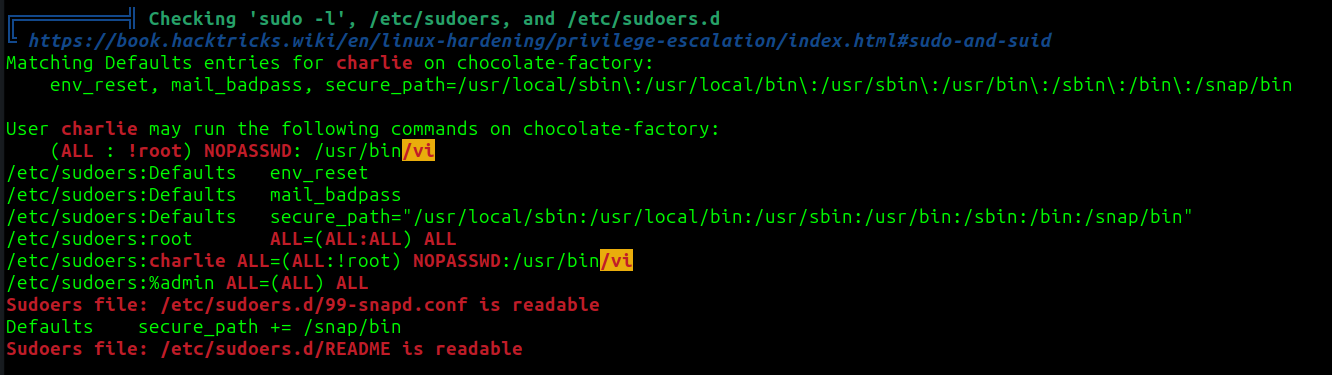 ╔══════════╣ Checking 'sudo -l', /etc/sudoers, and /etc/sudoers.d
╚ https://book.hacktricks.wiki/en/linux-hardening/privilege-escalation/index.html#sudo-and-suid
Matching Defaults entries for charlie on chocolate-factory:
    env_reset, mail_badpass, secure_path=/usr/local/sbin\:/usr/local/bin\:/usr/sbin\:/usr/bin\:/sbin\:/bin\:/snap/bin
User charlie may run the following commands on chocolate-factory:
    (ALL : !root) NOPASSWD: /usr/bin/vi
/etc/sudoers:Defaults   env_reset
/etc/sudoers:Defaults   mail_badpass
/etc/sudoers:Defaults   secure_path="/usr/local/sbin:/usr/local/bin:/usr/sbin:/usr/bin:/sbin:/bin:/snap/bin"
/etc/sudoers:root       ALL=(ALL:ALL) ALL
/etc/sudoers:charlie ALL=(ALL:!root) NOPASSWD:/usr/bin/vi
/etc/sudoers:%admin ALL=(ALL) ALL
Sudoers file: /etc/sudoers.d/99-snapd.conf is readable
Defaults    secure_path += /snap/bin
Sudoers file: /etc/sudoers.d/README is readable